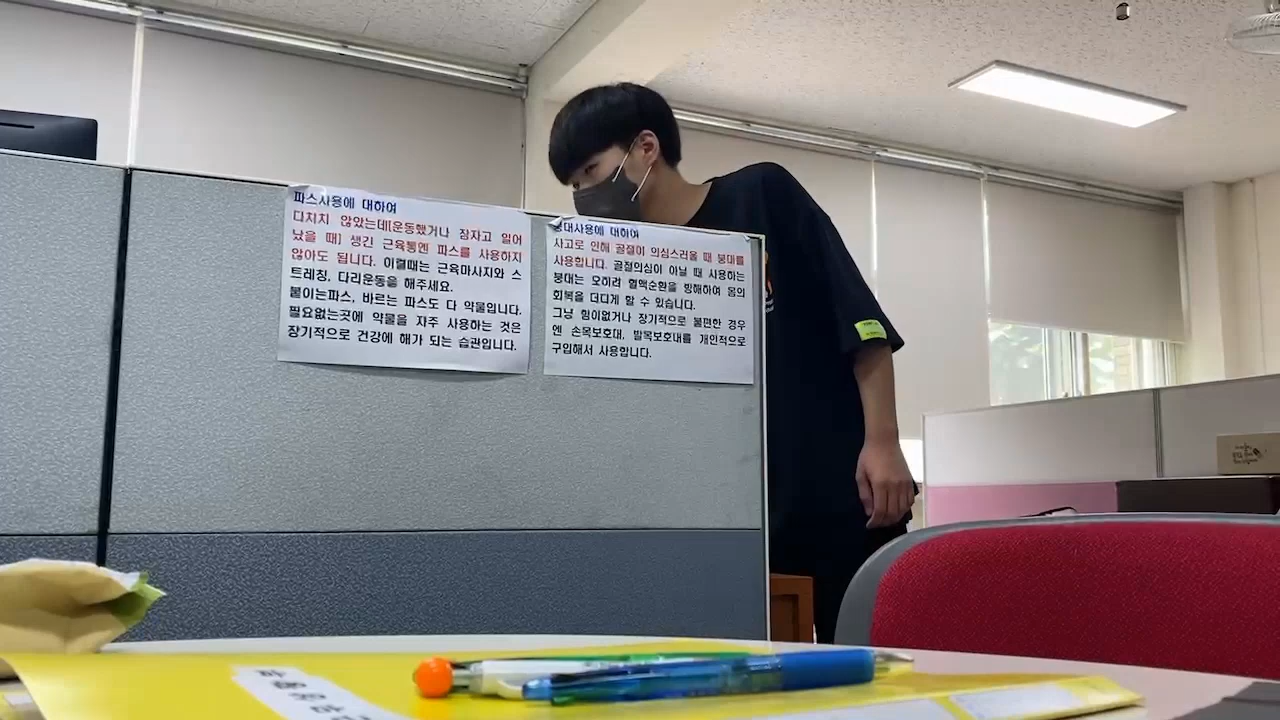 파스사용에 대하여
다치지 않았는데[운동했거나 잠자고 일어
났을 때] 생긴 근육통엔 파스를 사용하지
않아도 됩니다. 이럴때는 근육마사지와 스
트레칭, 다리운동을 해주세요.
붙이는파스, 바르는 파스도 다 약물입니다.
필요없는곳에 약물을 자주 사용하는 것은
장기적으로 건강에 해가 되는 습관입니다.
붕대사용에 대하여
사고로 인해 골절이 의심스러울 때 붕대를
사용합니다. 골절의심이 아닐 때 사용하는
붕대는 오히려 혈액순환을 방해하여 몸의
회복을 더디게 할 수 있습니다.
그냥 힘이없거나 장기적으로 불편한 경우
엔 손목보호대, 발목보호대를 개인적으로
구입해서 사용합니다.